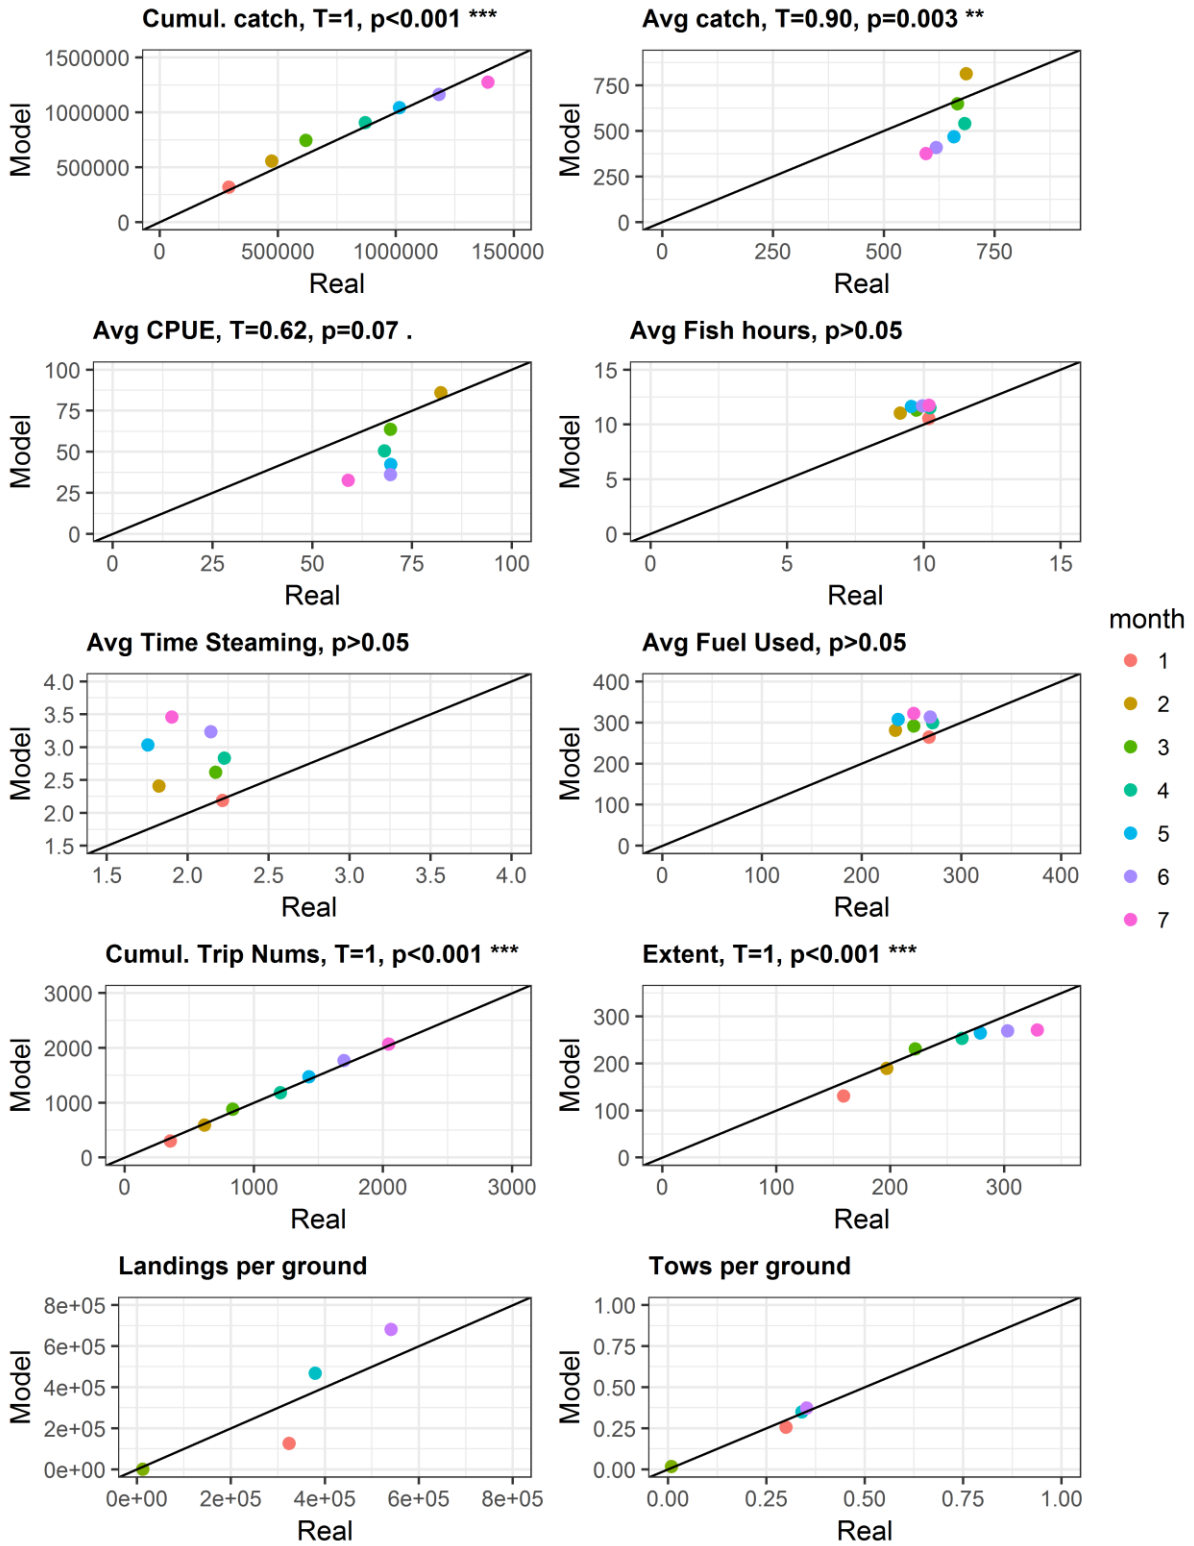 Cumul. catch, T=1, p<0.001 ***
Model
1500000
1000000
500000
0
0 500000 1000000 150000
Real
Avg catch, T=0.90, p=0.003 **
Model
750
500
250
0
0 250 500 750
Real
Avg CPUE, T=0.62, p=0.07 .
Model
100
75
50
25
0
0 25 50 75 100
Real
Avg Fish hours, p>0.05
Model
15
10
5
0
0 5 10 15
Real
Avg Time Steaming, p>0.05
Model
4.0
3.5
3.0
2.5
2.0
1.5
1.5 2.0 2.5 3.0 3.5 4.0
Real
Avg Fuel Used, p>0.05
Model
400
300
200
100
0
0 100 200 300 400
Real
Cumul. Trip Nums, T=1, p<0.001 ***
Model
3000
2000
1000
0
0 1000 2000 3000
Real
Extent, T=1, p<0.001 ***
Model
300
200
100
0
0 100 200 300
Real
Landings per ground
Model
8e+05
6e+05
4e+05
2e+05
0e+00
0e+00 2e+05 4e+05 6e+05 8e+05
Real
Tows per ground
Model
1.00
0.75
0.50
0.25
0.00
0.00 0.25 0.50 0.75 1.00
Real
month
1
2
3
4
5
6
7